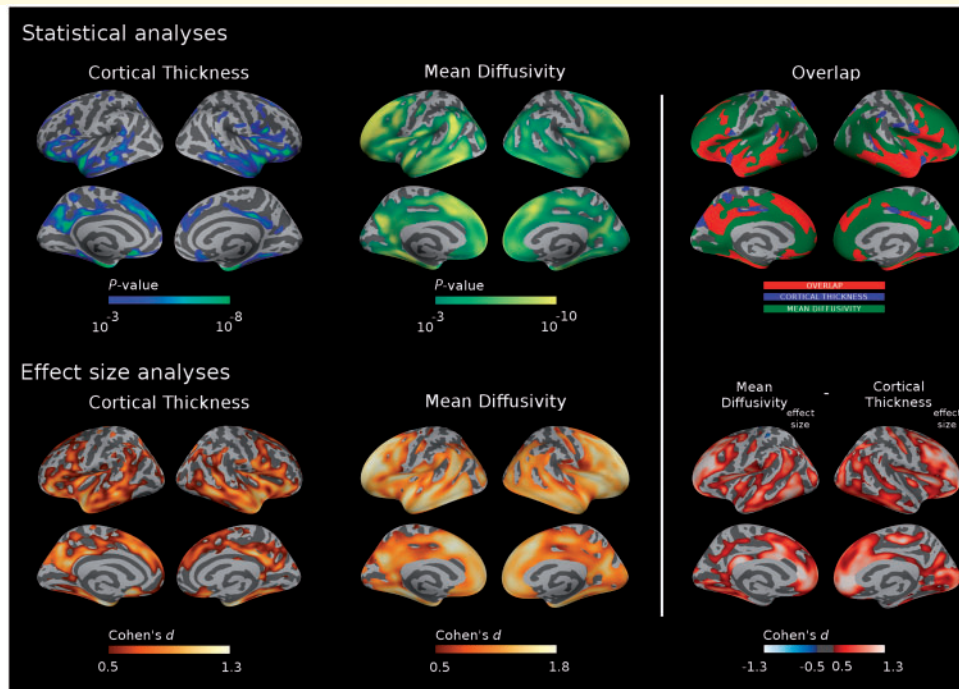 Statistical analyses
Cortical Thickness
Mean Diffusivity
Overlap
P-value
10-3
10-8
P-value
10-3
10-10
OVERLAP
CORTICAL THICKNESS
MEAN DIFFUSIVITY
Effect size analyses
Cortical Thickness
Mean Diffusivity
Mean Diffusivity effect size
-
Cortical Thickness effect size
Cohen's d
0.5
1.3
Cohen's d
0.5
1.8
Cohen's d
-1.3
-0.5
0.5
1.3